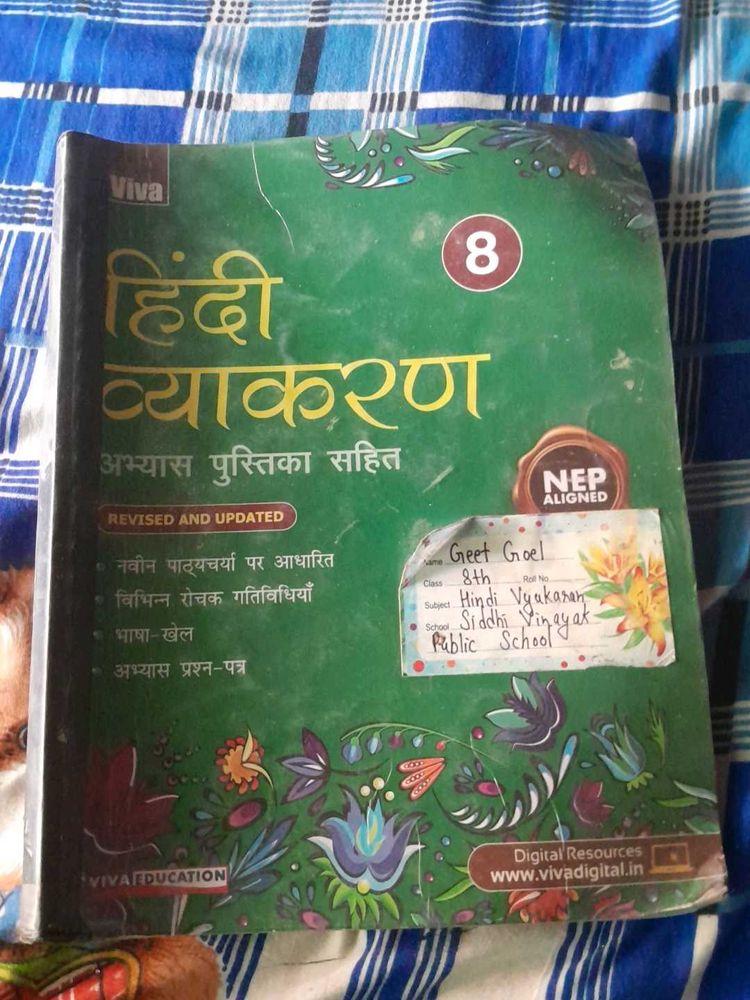 Viva
8
हिंदी
व्याकरण
अभ्यास पुस्तिका सहित
NEP
ALIGNED
REVISED AND UPDATED
नवीन पाठ्यचर्या पर आधारित
विभिन्न रोचक गतिविधियाँ
भाषा-खेल
अभ्यास प्रश्न-पत्र
Name Geet Goel
Class 8th Roll No
Subject Hindi Vyakaran
School Siddhi Vinayak
Public School
Digital Resources
www.vivadigital.in
VIVA EDUCATION